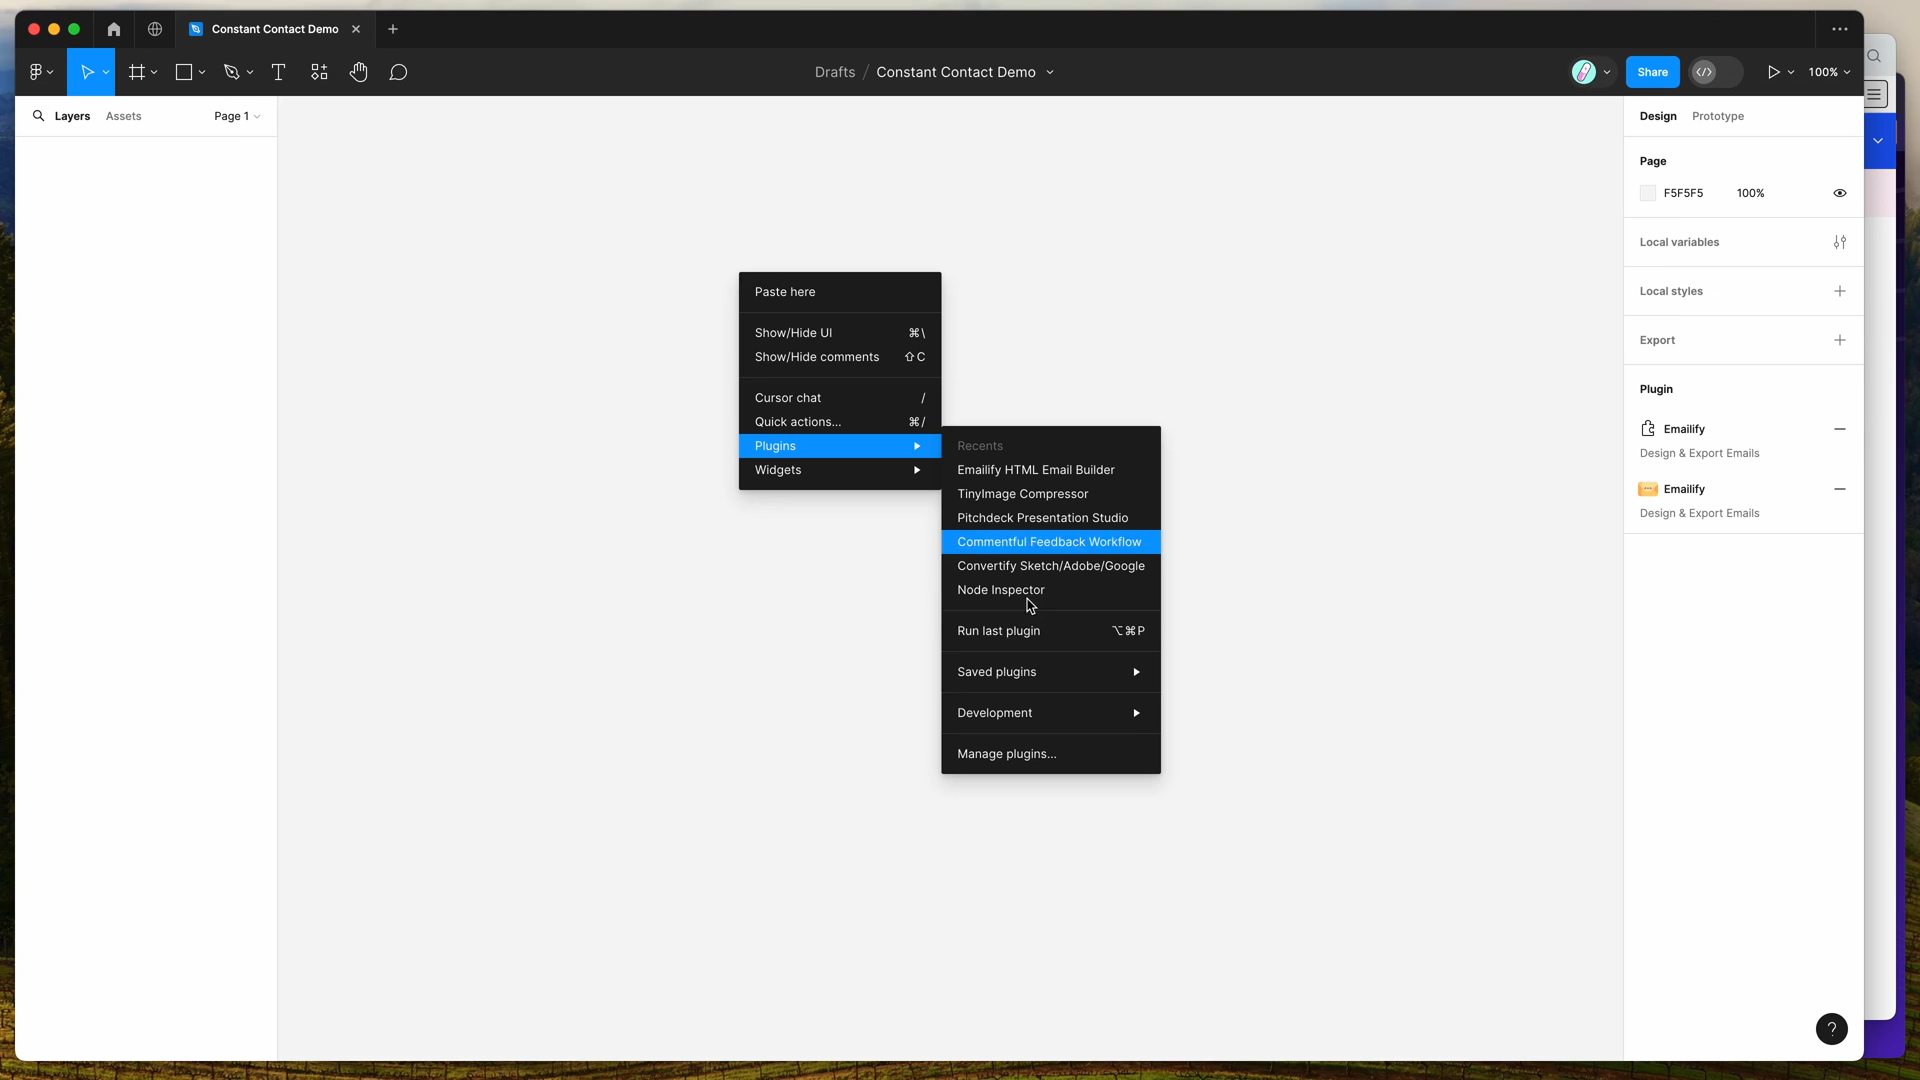 Constant Contact Demo
Drafts / Constant Contact Demo
Share
100%
Layers
Assets
Page 1
Design
Prototype
Page
F5F5F5
100%
Local variables
Local styles
Export
Plugin
Emailify
Design & Export Emails
Emailify
Design & Export Emails
Paste here
Show/Hide UI ⌘\
Show/Hide comments ⇧C
Cursor chat /
Quick actions... ⌘/
Plugins
Widgets
Recents
Emailify HTML Email Builder
TinyImage Compressor
Pitchdeck Presentation Studio
Commentful Feedback Workflow
Convertify Sketch/Adobe/Google
Node Inspector
Run last plugin ⌥⌘P
Saved plugins
Development
Manage plugins...
?